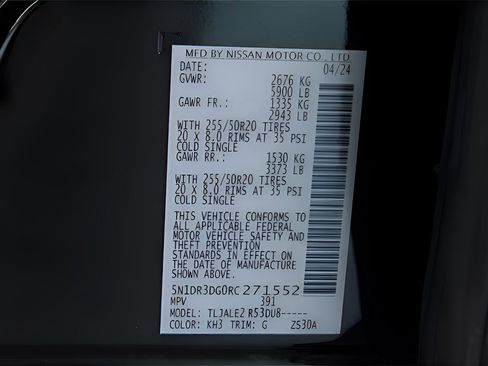 MFD BY NISSAN MOTOR CO., LTD
DATE: 04/24
GVWR: 2676 KG
5900 LB
GAWR FR.: 1335 KG
2943 LB
WITH 255/50R20 TIRES
20 X 8.0 RIMS AT 35 PSI
COLD SINGLE
GAWR RR.: 1530 KG
3373 LB
WITH 255/50R20 TIRES
20 X 8.0 RIMS AT 35 PSI
COLD SINGLE
THIS VEHICLE CONFORMS TO
ALL APPLICABLE FEDERAL
MOTOR VEHICLE SAFETY AND
THEFT PREVENTION
STANDARDS IN EFFECT ON
THE DATE OF MANUFACTURE
SHOWN ABOVE.
5N1DR3DG0RC271552
MPV 391
MODEL: TLJALE2 R53DU8-----
COLOR: KH3 TRIM: G Z530A